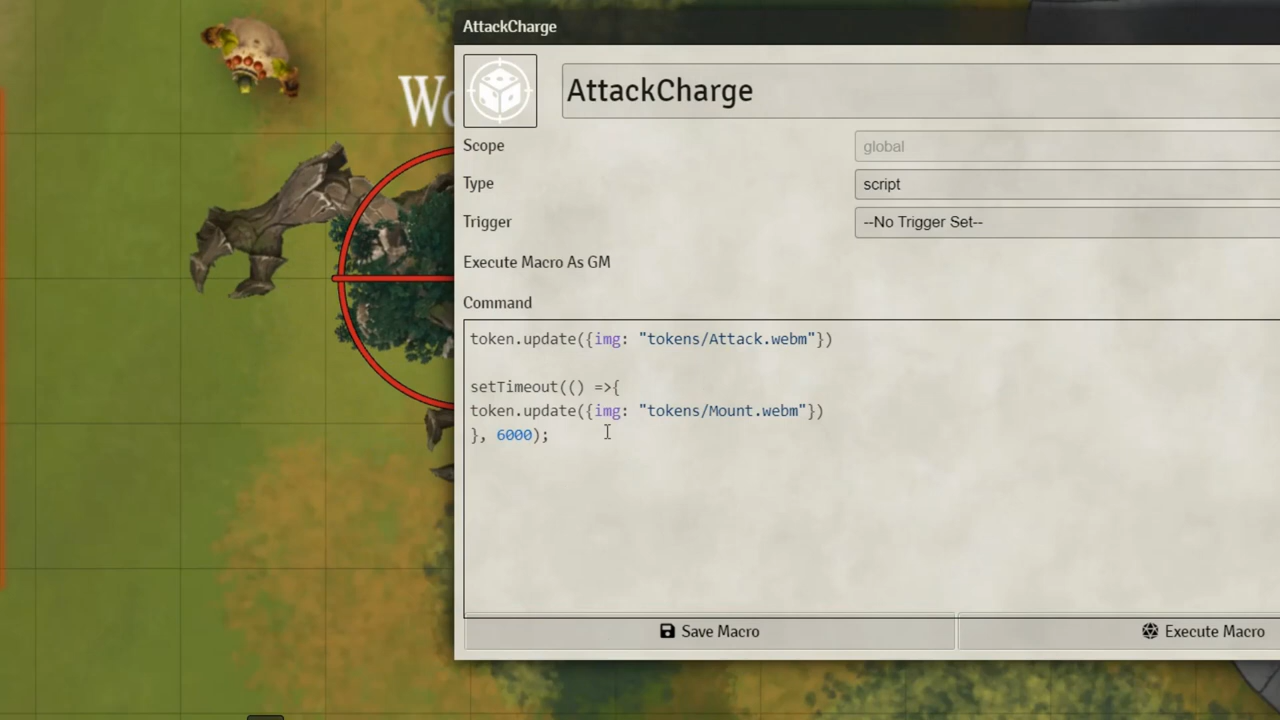 AttackCharge
AttackCharge
Scope
global
Type
script
Trigger
--No Trigger Set--
Execute Macro As GM
Command
token.update({img: "tokens/Attack.webm"})
setTimeout(() =>{
token.update({img: "tokens/Mount.webm"})
}, 6000);
Save Macro
Execute Macro